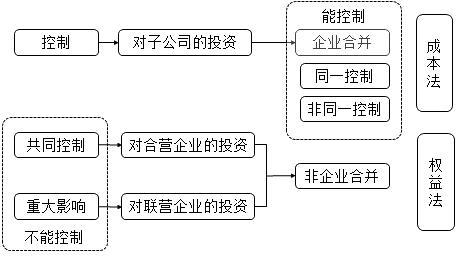 能控制
控制
对子公司的投资
企业合并
同一控制
非同一控制
成本法
共同控制
对合营企业的投资
非企业合并
重大影响
对联营企业的投资
不能控制
权益法